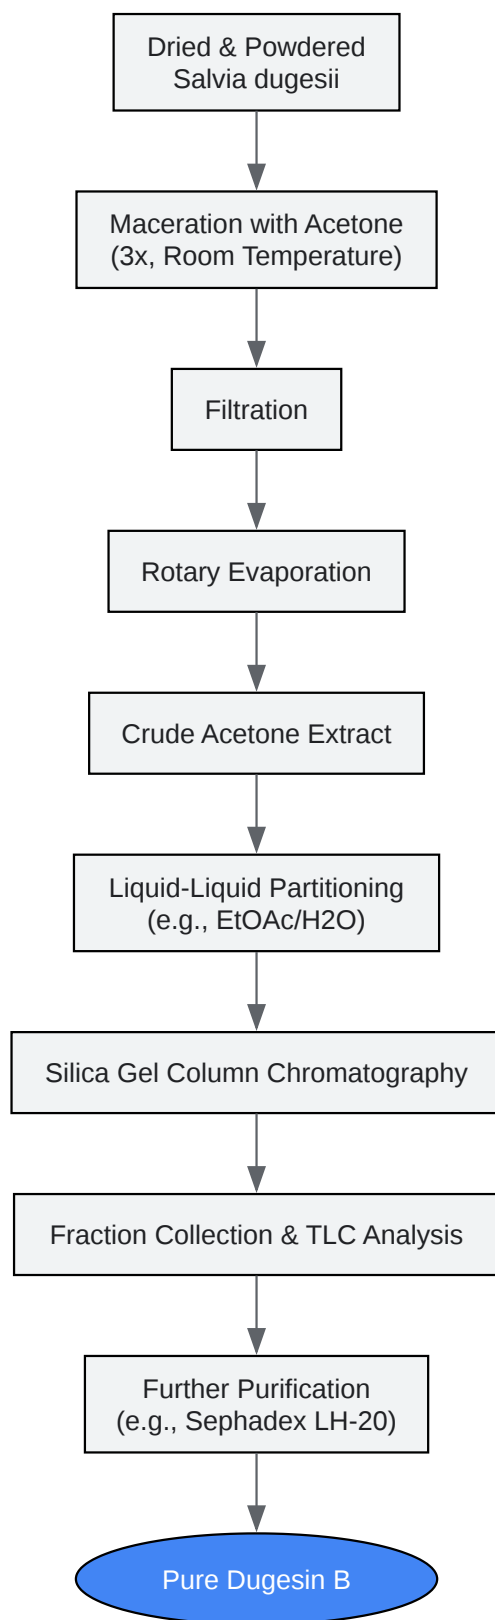 Dried & Powdered
Salvia dugesii
Maceration with Acetone
(3x, Room Temperature)
Filtration
Rotary Evaporation
Crude Acetone Extract
Liquid-Liquid Partitioning
(e.g., EtOAc/H2O)
Silica Gel Column Chromatography
Fraction Collection & TLC Analysis
Further Purification
(e.g., Sephadex LH-20)
Pure Dugesin B